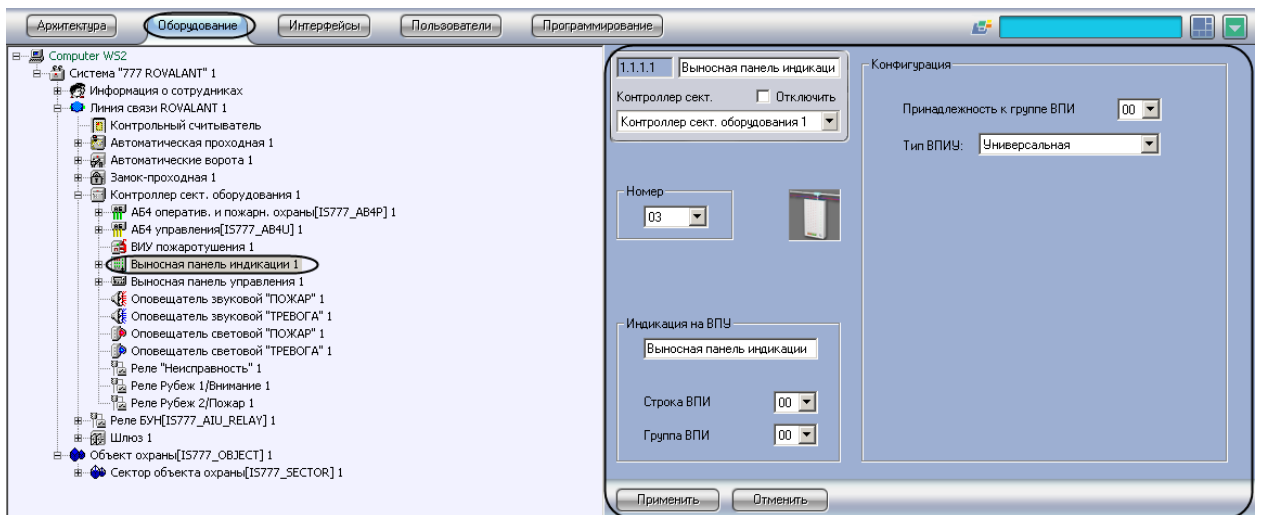 Архитектура Оборудование Интерфейсы Пользователи Программирование
Computer WS2
Система "777 ROVALANT" 1
Информация о сотрудниках
Линия связи ROVALANT 1
Контрольный считыватель
Автоматическая проходная 1
Автоматические ворота 1
Замок-проходная 1
Контроллер сект. оборудования 1
АБ4 оператив. и пожарн. охраны[IS777_AB4P] 1
АБ4 управления[IS777_AB4U] 1
ВИУ пожаротушения 1
Выносная панель индикации 1
Выносная панель управления 1
Оповещатель звуковой "ПОЖАР" 1
Оповещатель звуковой "ТРЕВОГА" 1
Оповещатель световой "ПОЖАР" 1
Оповещатель световой "ТРЕВОГА" 1
Реле "Неисправность" 1
Реле Рубеж 1/Внимание 1
Реле Рубеж 2/Пожар 1
Реле БУН[IS777_AIU_RELAY] 1
Шлюз 1
Объект охраны[IS777_OBJECT] 1
Сектор объекта охраны[IS777_SECTOR] 1
1.1.1.1 Выносная панель индикаци
Контроллер сект. Отключить
Контроллер сект. оборудования 1
Номер
03
Индикация на ВПУ
Выносная панель индикации
Строка ВПИ 00
Группа ВПИ 00
Конфигурация
Принадлежность к группе ВПИ 00
Тип ВПИУ: Универсальная
Применить Отменить